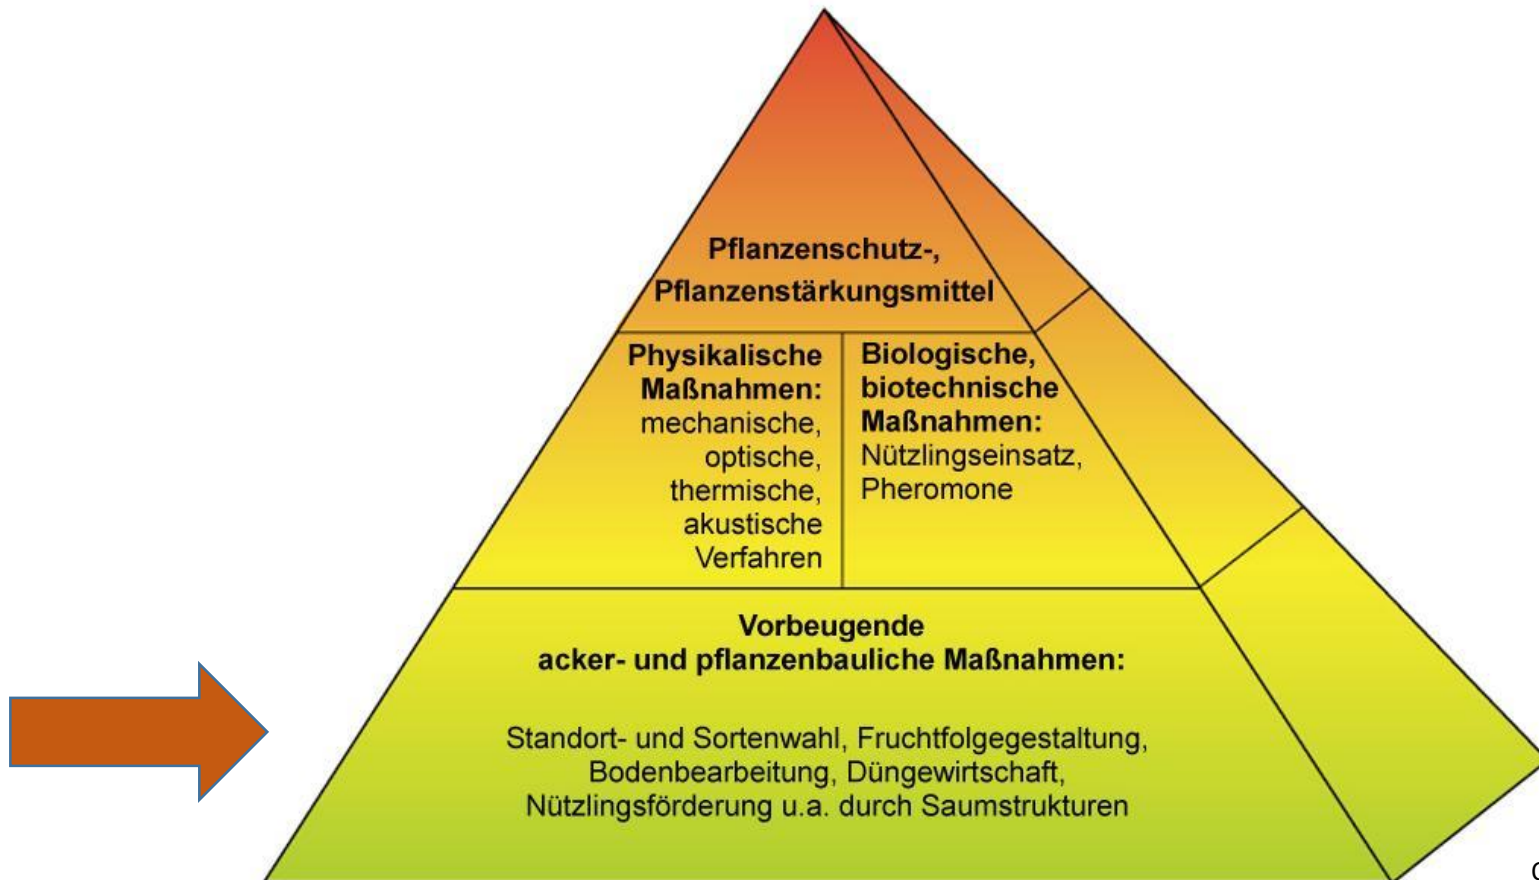 Pflanzenschutz-,
Pflanzenstärkungsmittel
Physikalische
Maßnahmen:
mechanische,
optische,
thermische,
akustische
Verfahren
Biologische,
biotechnische
Maßnahmen:
Nützlingseinsatz,
Pheromone
Vorbeugende
acker- und pflanzenbauliche Maßnahmen:
Standort- und Sortenwahl, Fruchtfolgegestaltung,
Bodenbearbeitung, Düngewirtschaft,
Nützlingsförderung u.a. durch Saumstrukturen